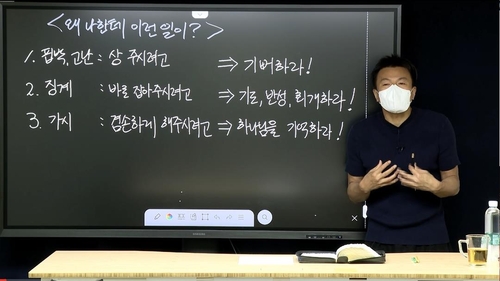 <왜 나한테 이런 일이?>
1. 핍박, 고난 : 상 주시려고 ⇒ 기뻐하라!
2. 징계 : 바로 잡아주시려고 ⇒ 기도, 반성, 회개하라!
3. 가시 : 겸손하게 해주시려고 ⇒ 하나님을 기억하라!